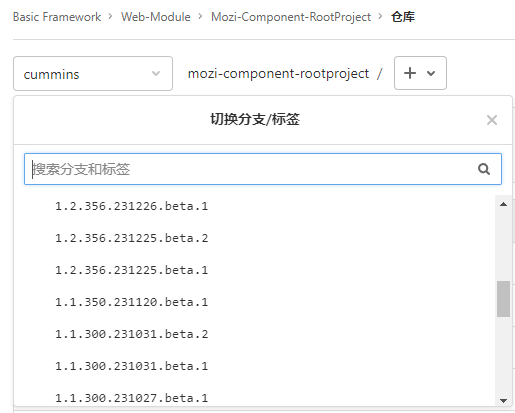 Basic Framework > Web-Module > Mozi-Component-RootProject > 仓库
cummins mozi-component-rootproject / +
切换分支/标签 ×
搜索分支和标签
1.2.356.231226.beta.1
1.2.356.231225.beta.2
1.2.356.231225.beta.1
1.1.350.231120.beta.1
1.1.300.231031.beta.2
1.1.300.231031.beta.1
1.1.300.231027.beta.1